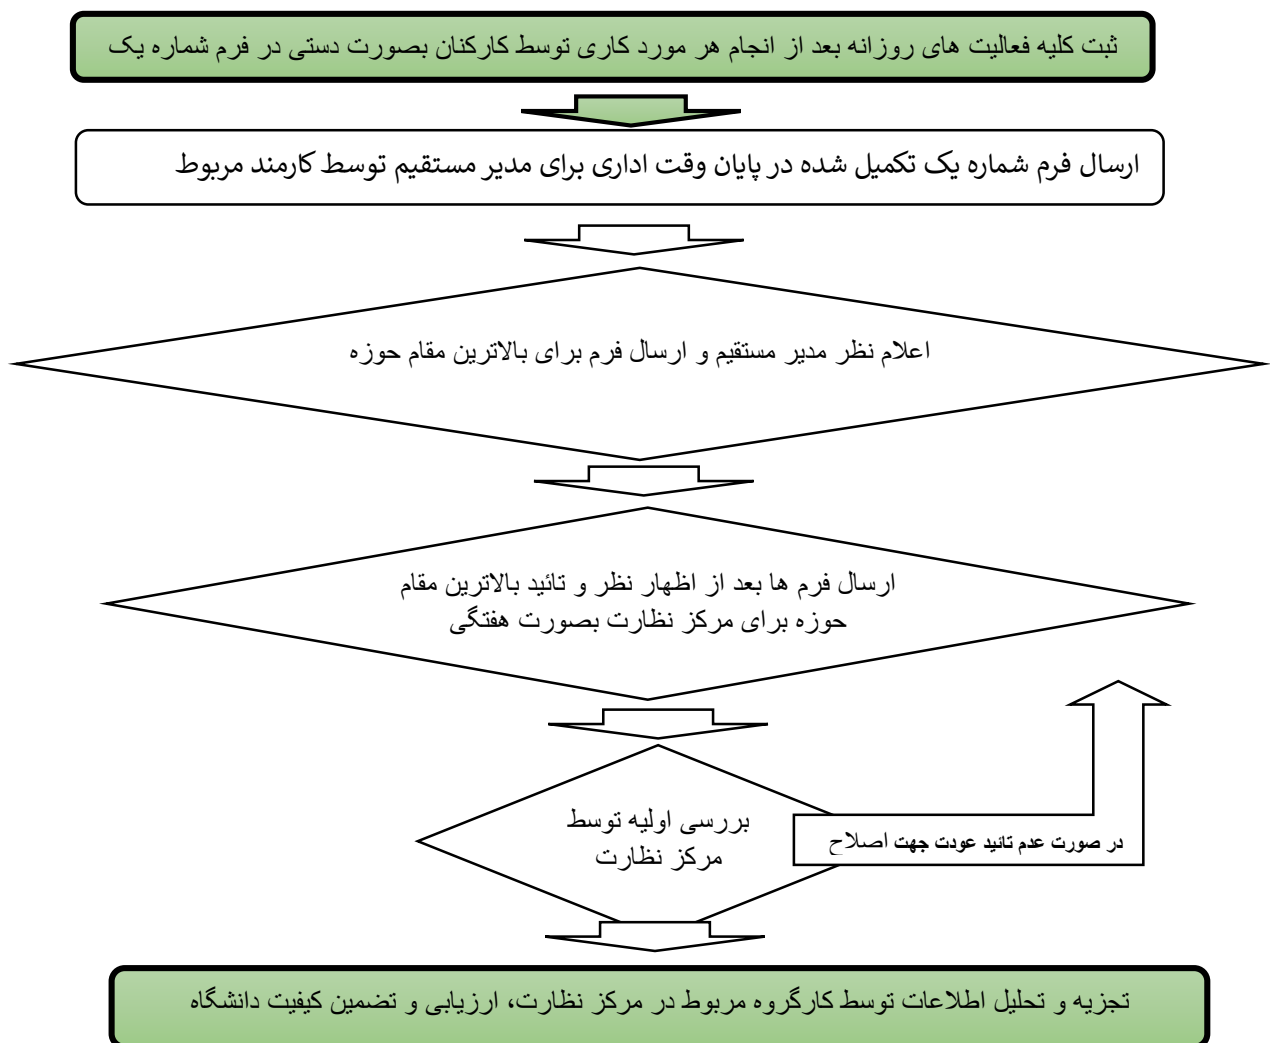 ثبت کلیه فعالیت های روزانه بعد از انجام هر مورد کاری توسط کارکنان بصورت دستی در فرم شماره یک
ارسال فرم شماره یک تکمیل شده در پایان وقت اداری برای مدیر مستقیم توسط کارمند مربوط
اعلام نظر مدیر مستقیم و ارسال فرم برای بالاترین مقام حوزه
ارسال فرم ها بعد از اظهار نظر و تائید بالاترین مقام
حوزه برای مرکز نظارت بصورت هفتگی
بررسی اولیه توسط
مرکز نظارت
در صورت عدم تائید عودت جهت اصلاح
تجزیه و تحلیل اطلاعات توسط کارگروه مربوط در مرکز نظارت، ارزیابی و تضمین کیفیت دانشگاه